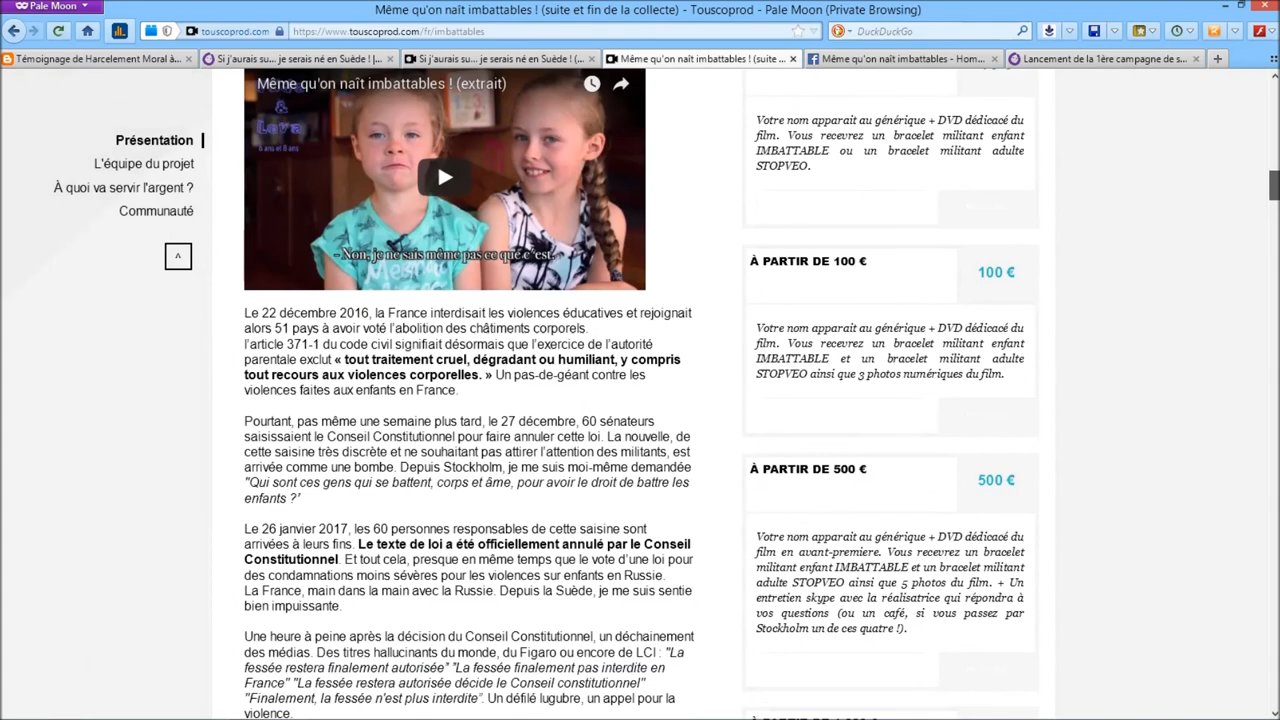 Pale Moon
Même qu'on naît imbattables ! (suite et fin de la collecte) - Touscoprod - Pale Moon (Private Browsing)
touscoprod.com
https://www.touscoprod.com/fr/imbattables
DuckDuckGo
Témoignage de Harcelement Moral à...
Si j'aurais su... je serais né en Suède ! |...
Si j'aurais su... je serais né en Suède ! (...
Même qu'on naît imbattables ! (suite ...
Même qu'on naît imbattables - Hom...
Lancement de la 1ère campagne de s...
Présentation
L'équipe du projet
À quoi va servir l'argent ?
Communauté
^
Même qu'on naît imbattables ! (extrait)
&
6 ans et 8 ans
- Non, je ne sais même pas ce que c'est.
Le 22 décembre 2016, la France interdisait les violences éducatives et rejoignait
alors 51 pays à avoir voté l'abolition des châtiments corporels.
l'article 371-1 du code civil signifiait désormais que l'exercice de l'autorité
parentale exclut « tout traitement cruel, dégradant ou humiliant, y compris
tout recours aux violences corporelles. » Un pas-de-géant contre les
violences faites aux enfants en France.
Pourtant, pas même une semaine plus tard, le 27 décembre, 60 sénateurs
saisissaient le Conseil Constitutionnel pour faire annuler cette loi. La nouvelle, de
cette saisine très discrète et ne souhaitant pas attirer l'attention des militants, est
arrivée comme une bombe. Depuis Stockholm, je me suis moi-même demandée
"Qui sont ces gens qui se battent, corps et âme, pour avoir le droit de battre les
enfants ?'
Le 26 janvier 2017, les 60 personnes responsables de cette saisine sont
arrivées à leurs fins. Le texte de loi a été officiellement annulé par le Conseil
Constitutionnel. Et tout cela, presque en même temps que le vote d'une loi pour
des condamnations moins sévères pour les violences sur enfants en Russie.
La France, main dans la main avec la Russie. Depuis la Suède, je me suis sentie
bien impuissante.
Une heure à peine après la décision du Conseil Constitutionnel, un déchainement
des médias. Des titres hallucinants du monde, du Figaro ou encore de LCI : "La
fessée restera finalement autorisée" "La fessée finalement pas interdite en
France" "La fessée restera autorisée décide le Conseil constitutionnel"
"Finalement, la fessée n'est plus interdite". Un défilé lugubre, un appel pour la
violence.
Votre nom apparait au générique + DVD dédicacé du
film. Vous recevrez un bracelet militant enfant
IMBATTABLE ou un bracelet militant adulte
STOPVEO.
À PARTIR DE 100 €
100 €
Votre nom apparait au générique + DVD dédicacé du
film. Vous recevrez un bracelet militant enfant
IMBATTABLE et un bracelet militant adulte
STOPVEO ainsi que 3 photos numériques du film.
À PARTIR DE 500 €
500 €
Votre nom apparait au générique + DVD dédicacé du
film en avant-premiere. Vous recevrez un bracelet
militant enfant IMBATTABLE et un bracelet militant
adulte STOPVEO ainsi que 5 photos du film. + Un
entretien skype avec la réalisatrice qui répondra à
vos questions (ou un café, si vous passez par
Stockholm un de ces quatre !).